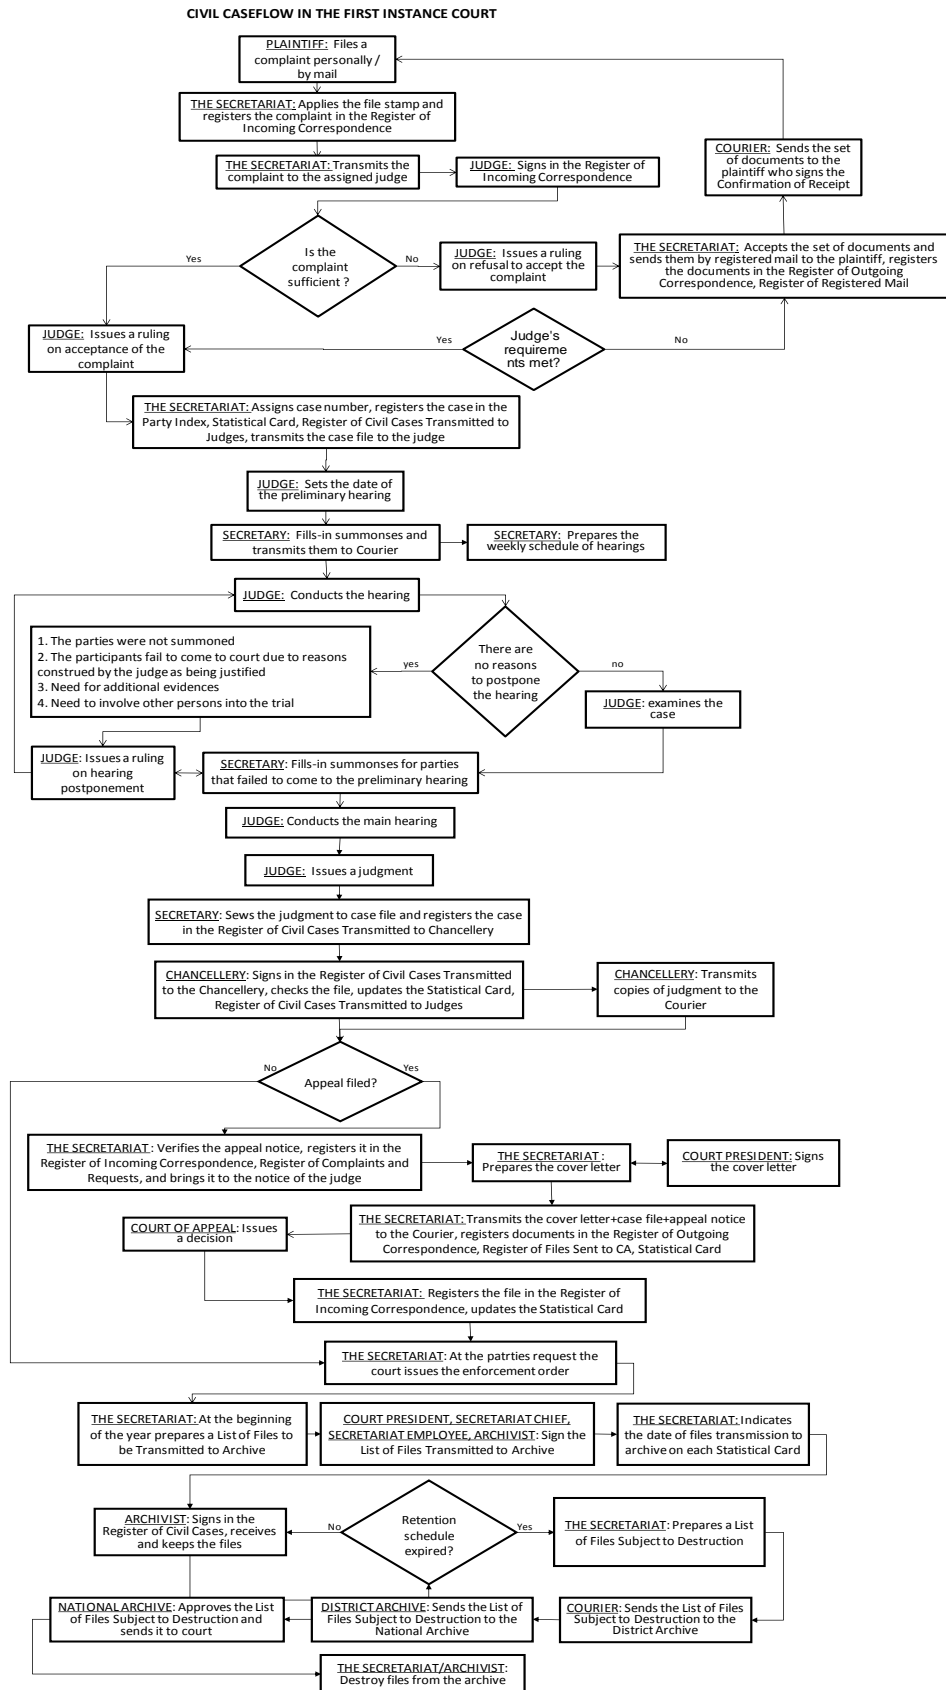 CIVIL CASEFLOW IN THE FIRST INSTANCE COURT
PLAINTIFF: Files a
complaint personally /
by mail
THE SECRETARIAT: Applies the file stamp and
registers the complaint in the Register of
Incoming Correspondence
THE SECRETARIAT: Transmits the
complaint to the assigned judge
JUDGE: Signs in the Register of
Incoming Correspondence
COURIER: Sends the set
of documents to the
plaintiff who signs the
Confirmation of Receipt
Is the
complaint
sufficient ?
Yes
No
JUDGE: Issues a ruling
on refusal to accept the
complaint
THE SECRETARIAT: Accepts the set of documents and
sends them by registered mail to the plaintiff, registers
the documents in the Register of Outgoing
Correspondence, Register of Registered Mail
JUDGE: Issues a ruling
on acceptance of the
complaint
Yes
Judge's
requireme
nts met?
No
THE SECRETARIAT: Assigns case number, registers the case in the
Party Index, Statistical Card, Register of Civil Cases Transmitted to
Judges, transmits the case file to the judge
JUDGE: Sets the date of
the preliminary hearing
SECRETARY: Fills-in summonses and
transmits them to Courier
SECRETARY: Prepares the
weekly schedule of hearings
JUDGE: Conducts the hearing
There are
no reasons
to postpone
the hearing
yes
no
1. The parties were not summoned
2. The participants fail to come to court due to reasons
construed by the judge as being justified
3. Need for additional evidences
4. Need to involve other persons into the trial
JUDGE: examines the
case
JUDGE: Issues a ruling
on hearing
postponement
SECRETARY: Fills-in summonses for parties
that failed to come to the preliminary hearing
JUDGE: Conducts the main hearing
JUDGE: Issues a judgment
SECRETARY: Sews the judgment to case file and registers the case
in the Register of Civil Cases Transmitted to Chancellery
CHANCELLERY: Signs in the Register of Civil Cases Transmitted
to the Chancellery, checks the file, updates the Statistical Card,
Register of Civil Cases Transmitted to Judges
CHANCELLERY: Transmits
copies of judgment to the
Courier
No
Yes
Appeal filed?
THE SECRETARIAT : Verifies the appeal notice, registers it in the
Register of Incoming Correspondence, Register of Complaints and
Requests, and brings it to the notice of the judge
THE SECRETARIAT :
Prepares the cover letter
COURT PRESIDENT: Signs
the cover letter
THE SECRETARIAT: Transmits the cover letter+case file+appeal notice
to the Courier, registers documents in the Register of Outgoing
Correspondence, Register of Files Sent to CA, Statistical Card
COURT OF APPEAL: Issues
a decision
THE SECRETARIAT: Registers the file in the Register of
Incoming Correspondence, updates the Statistical Card
THE SECRETARIAT: At the patrties request the
court issues the enforcement order
THE SECRETARIAT: At the beginning
of the year prepares a List of Files to
be Transmitted to Archive
COURT PRESIDENT, SECRETARIAT CHIEF,
SECRETARIAT EMPLOYEE, ARCHIVIST: Sign
the List of Files Transmitted to Archive
THE SECRETARIAT: Indicates
the date of files transmission to
archive on each Statistical Card
ARCHIVIST: Signs in the
Register of Civil Cases, receives
and keeps the files
No
Retention
schedule
expired?
Yes
THE SECRETARIAT: Prepares a List
of Files Subject to Destruction
NATIONAL ARCHIVE: Approves the List
of Files Subject to Destruction and
sends it to court
DISTRICT ARCHIVE: Sends the List of
Files Subject to Destruction to the
National Archive
COURIER: Sends the List of Files
Subject to Destruction to the
District Archive
THE SECRETARIAT/ARCHIVIST:
Destroy files from the archive